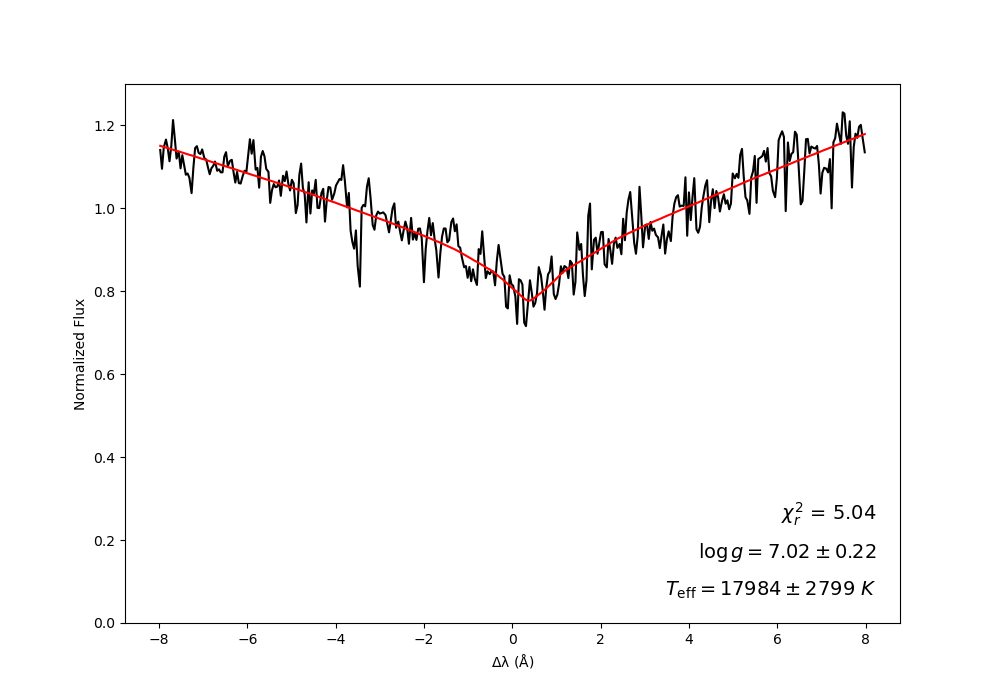 1.2
1.0
0.8
0.6
0.4
0.2
0.0
Normalized Flux
χ²ᵣ = 5.04
log g = 7.02 ± 0.22
T_eff = 17984 ± 2799 K
−8 −6 −4 −2 0 2 4 6 8
Δλ (Å)